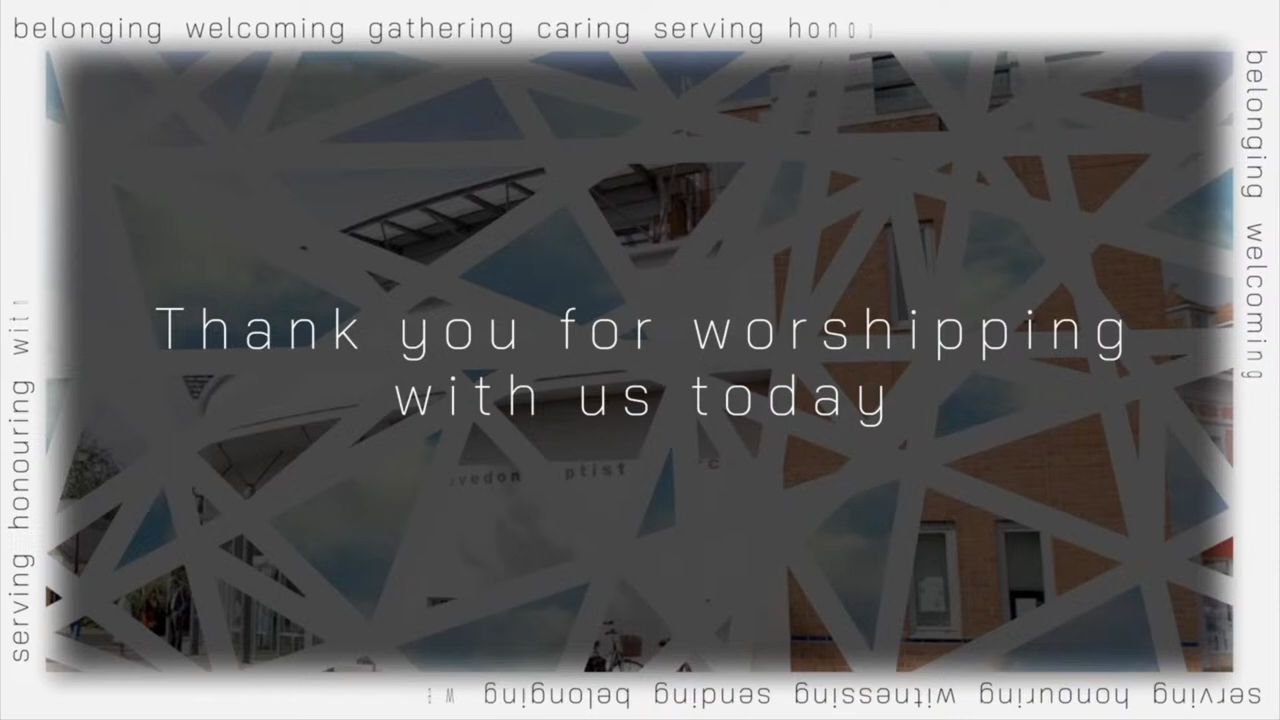 belonging welcoming gathering caring serving
belonging welcoming
Thank you for worshipping
with us today
serving honouring
serving honouring witnessing sending belonging